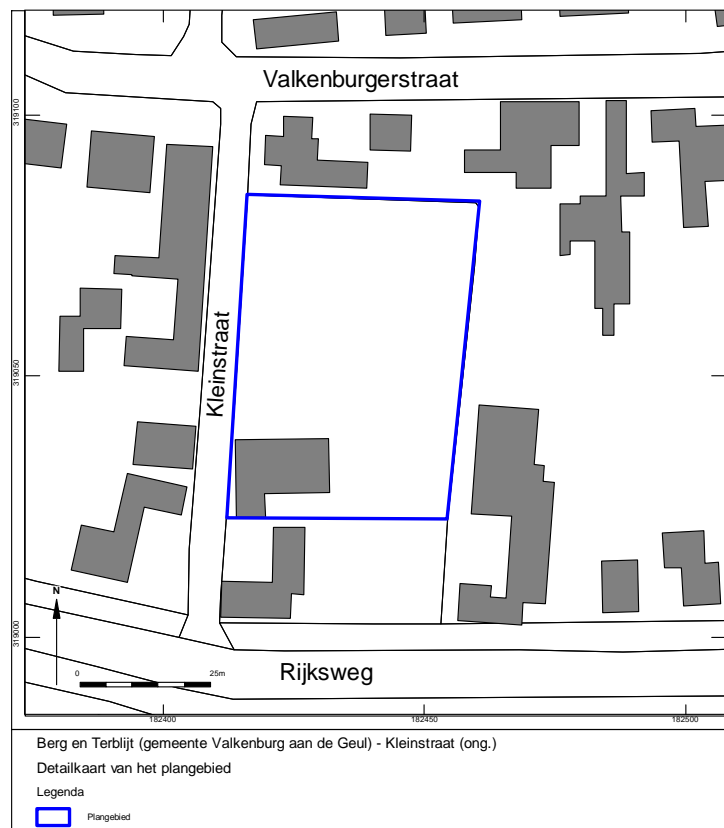 Valkenburgerstraat
319100
Kleinstraat
319050
N
319000
0 25m
Rijksweg
182400 182450 182500
Berg en Terblijt (gemeente Valkenburg aan de Geul) - Kleinstraat (ong.)
Detailkaart van het plangebied
Legenda
Plangebied